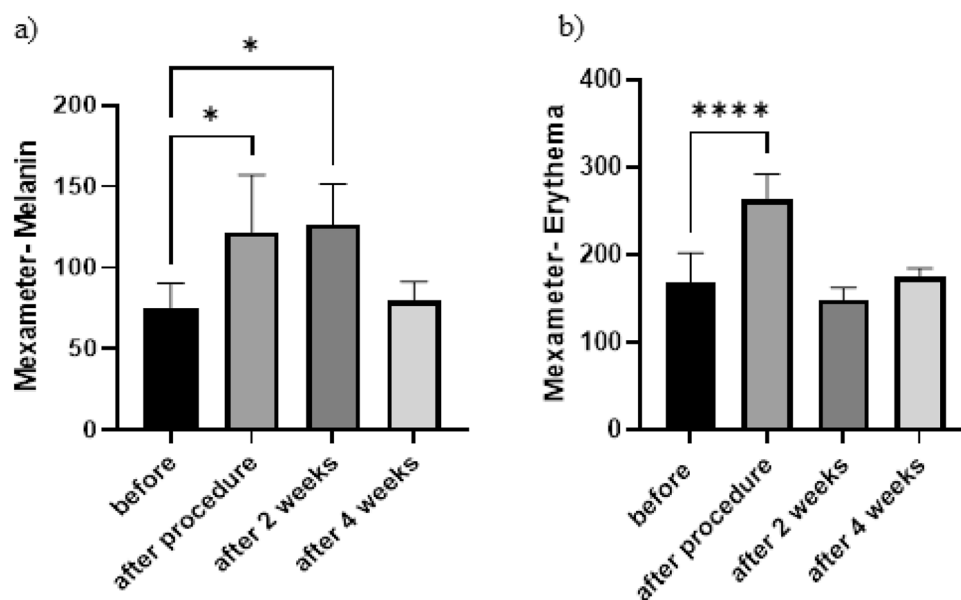 a)
*
*
200
150
100
50
0
Mexameter- Melanin
before
after procedure
after 2 weeks
after 4 weeks
b)
****
400
300
200
100
0
Mexameter- Erythema
before
after procedure
after 2 weeks
after 4 weeks